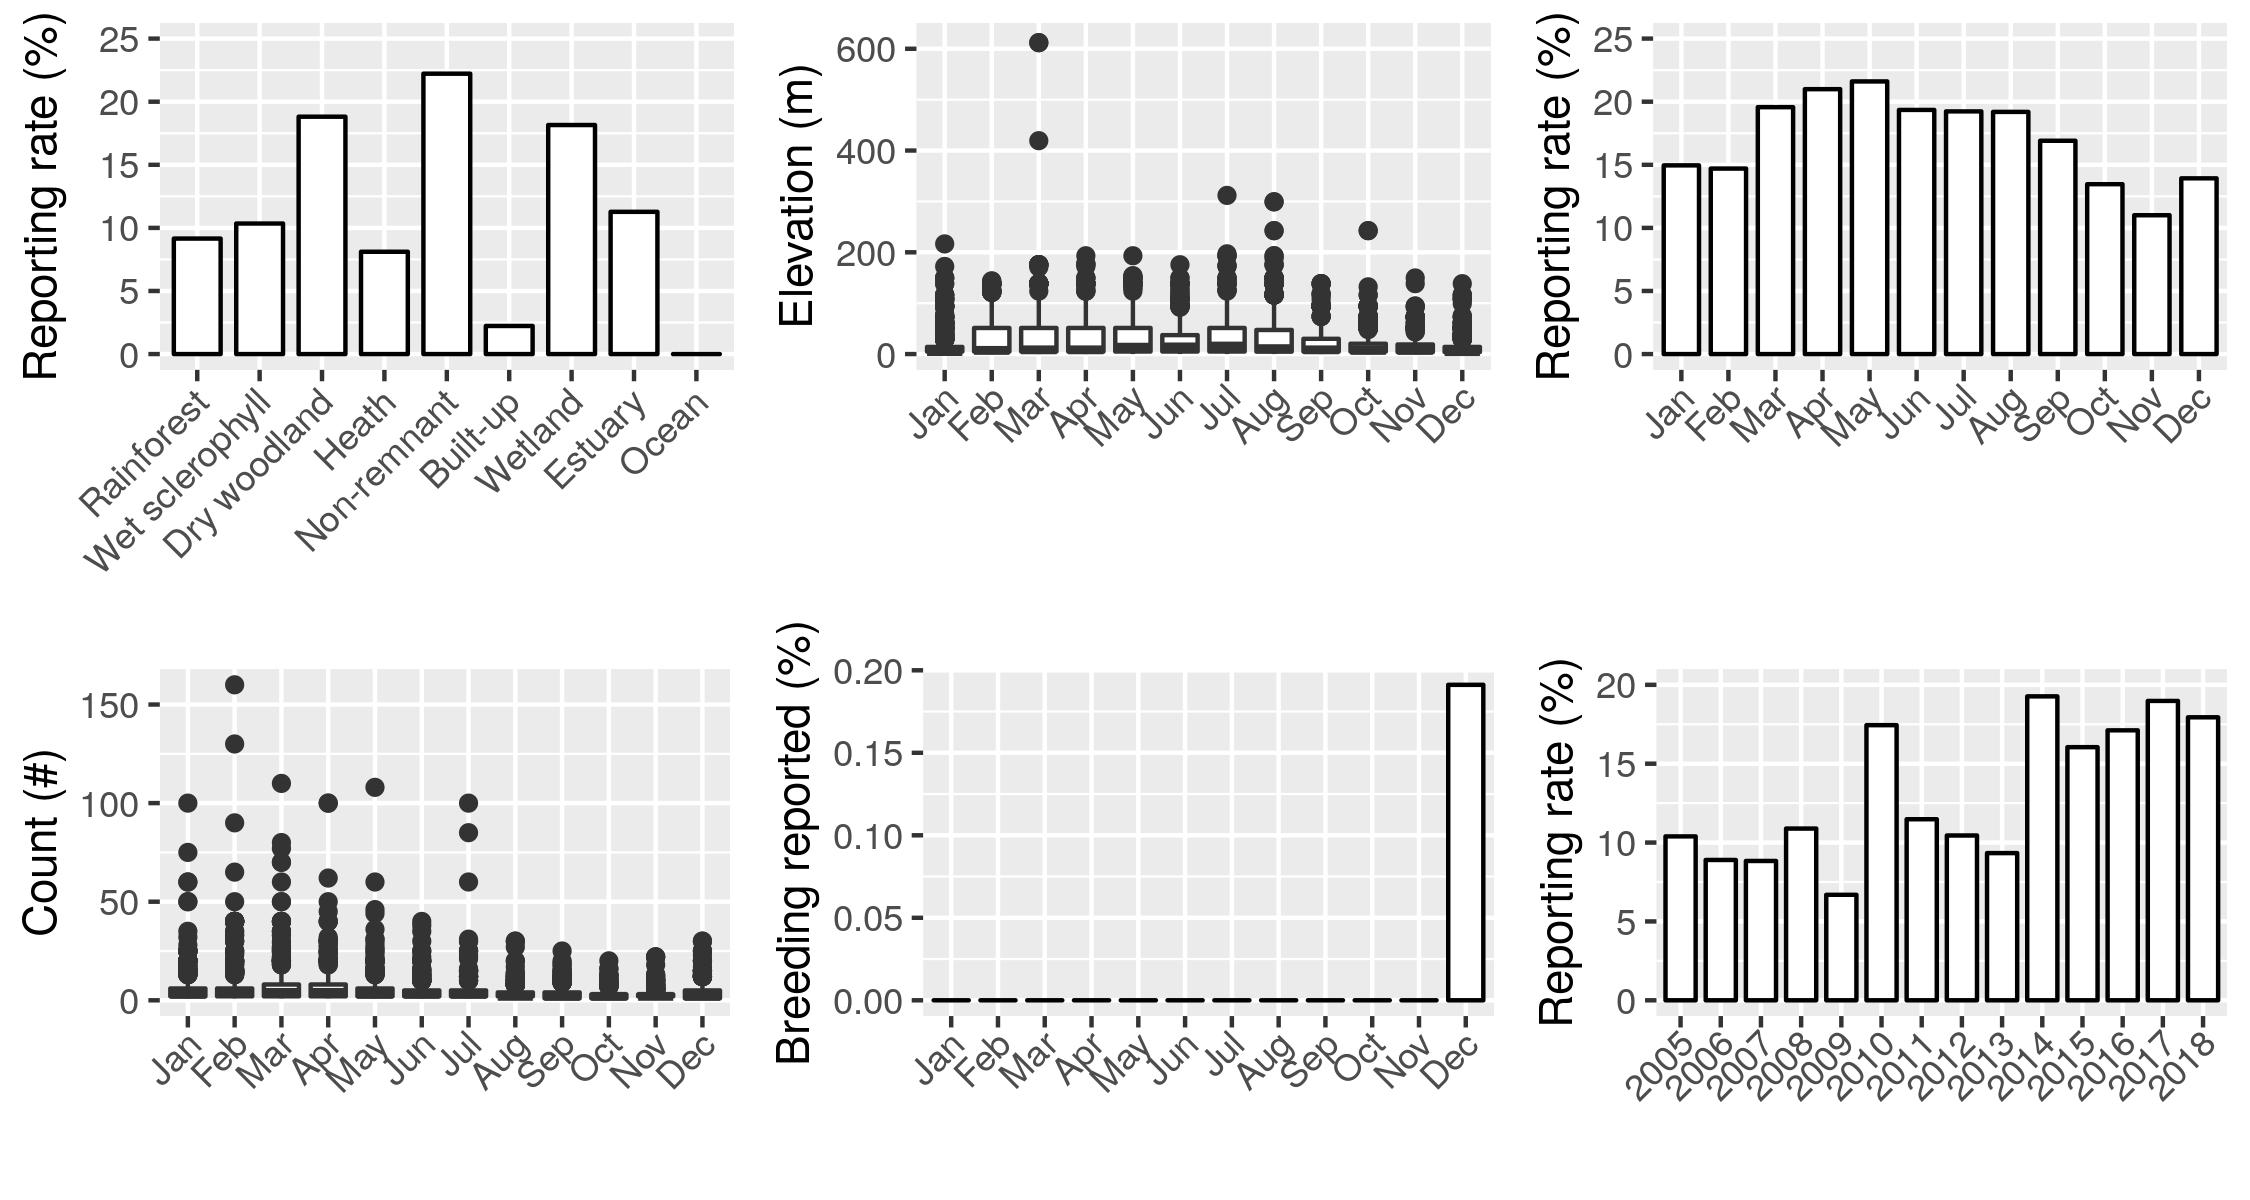 Reporting rate (%)
25
20
15
10
5
0
Rainforest
Wet sclerophyll
Dry woodland
Heath
Non-remnant
Built-up
Wetland
Estuary
Ocean
Elevation (m)
600
400
200
0
Jan
Feb
Mar
Apr
May
Jun
Jul
Aug
Sep
Oct
Nov
Dec
Reporting rate (%)
25
20
15
10
5
0
Jan
Feb
Mar
Apr
May
Jun
Jul
Aug
Sep
Oct
Nov
Dec
Count (#)
150
100
50
0
Jan
Feb
Mar
Apr
May
Jun
Jul
Aug
Sep
Oct
Nov
Dec
Breeding reported (%)
0.20
0.15
0.10
0.05
0.00
Jan
Feb
Mar
Apr
May
Jun
Jul
Aug
Sep
Oct
Nov
Dec
Reporting rate (%)
20
15
10
5
0
2005
2006
2007
2008
2009
2010
2011
2012
2013
2014
2015
2016
2017
2018